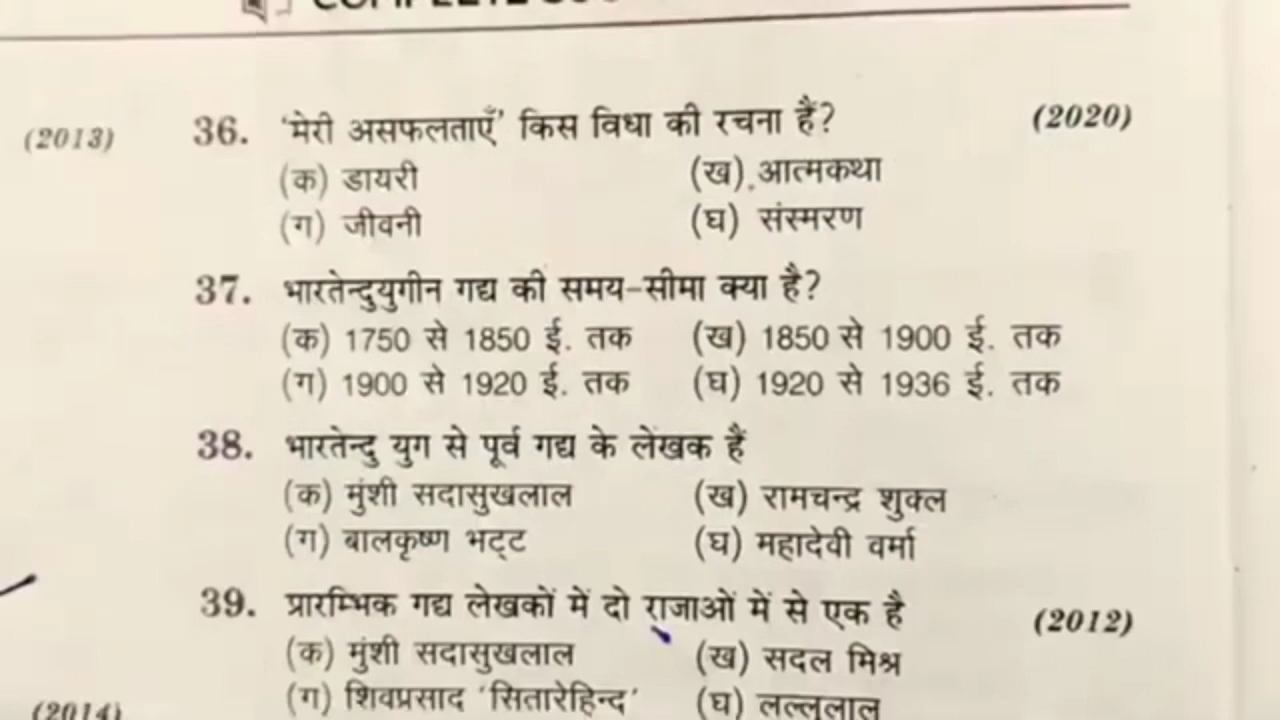 (2013)
36. 'मेरी असफलताएँ' किस विधा की रचना हैं? (2020)
(क) डायरी (ख) आत्मकथा
(ग) जीवनी (घ) संस्मरण
37. भारतेन्दुयुगीन गद्य की समय-सीमा क्या है?
(क) 1750 से 1850 ई. तक (ख) 1850 से 1900 ई. तक
(ग) 1900 से 1920 ई. तक (घ) 1920 से 1936 ई. तक
38. भारतेन्दु युग से पूर्व गद्य के लेखक हैं
(क) मुंशी सदासुखलाल (ख) रामचन्द्र शुक्ल
(ग) बालकृष्ण भट्ट (घ) महादेवी वर्मा
39. प्रारम्भिक गद्य लेखकों में दो राजाओं में से एक है (2012)
(क) मुंशी सदासुखलाल (ख) सदल मिश्र
(ग) शिवप्रसाद 'सितारेहिन्द' (घ) लल्लूलाल
(2014)